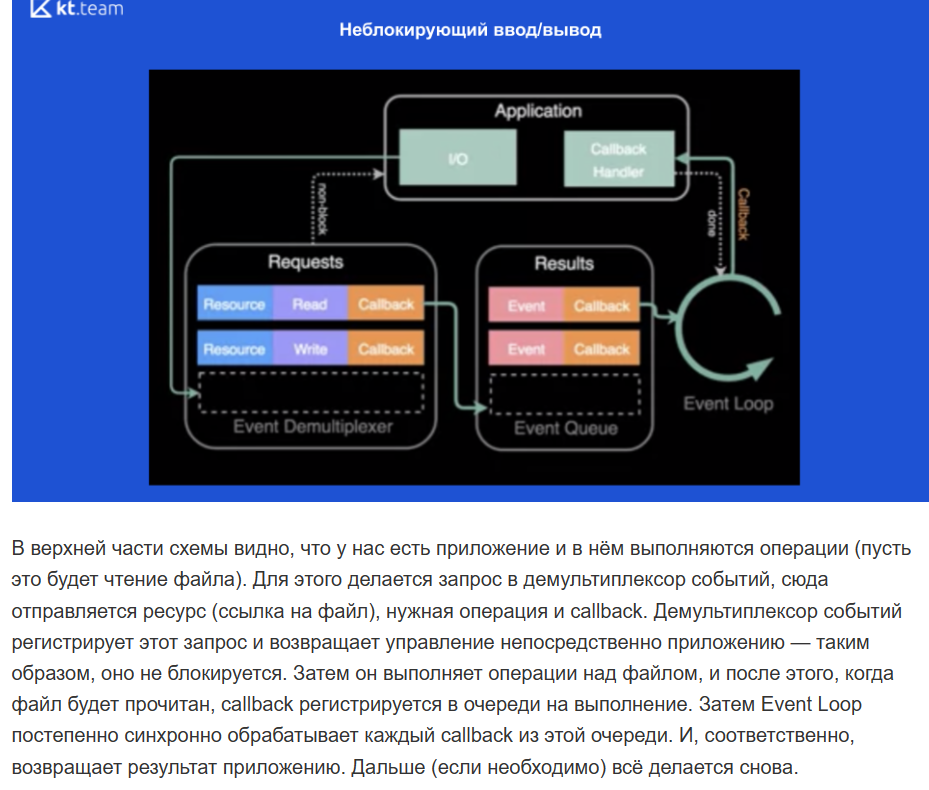 kt.team
Неблокирующий ввод/вывод
Application
I/O
Callback
Handler
non-block
done
Callback
Requests
Resource Read Callback
Resource Write Callback
Event Demultiplexer
Results
Event Callback
Event Callback
Event Queue
Event Loop
В верхней части схемы видно, что у нас есть приложение и в нём выполняются операции (пусть
это будет чтение файла). Для этого делается запрос в демультиплексор событий, сюда
отправляется ресурс (ссылка на файл), нужная операция и callback. Демультиплексор событий
регистрирует этот запрос и возвращает управление непосредственно приложению — таким
образом, оно не блокируется. Затем он выполняет операции над файлом, и после этого, когда
файл будет прочитан, callback регистрируется в очереди на выполнение. Затем Event Loop
постепенно синхронно обрабатывает каждый callback из этой очереди. И, соответственно,
возвращает результат приложению. Дальше (если необходимо) всё делается снова.